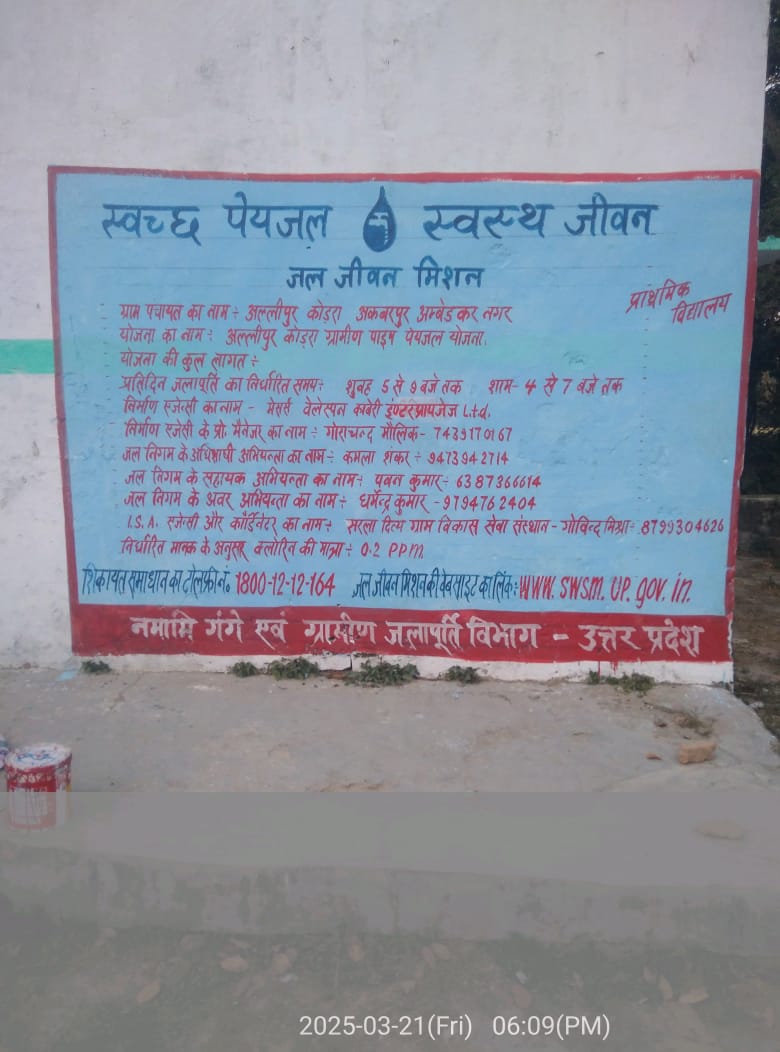 स्वच्छ पेयजल स्वस्थ जीवन
जल जीवन मिशन
प्राथमिक
विद्यालय
ग्राम पंचायत का नाम ÷ अल्लीपुर कोड़रा अकबरपुर अम्बेडकर नगर
योजना का नाम ÷ अल्लीपुर कोड़रा ग्रामीण पाइप पेयजल योजना.
योजना की कुल लागत ÷
प्रतिदिन जलापूर्ति का निर्धारित समय÷ शुबह 5 से 9 बजे तक शाम- 4 से 7 बजे तक
निर्माण एजेन्सी का नाम - मेसर्स वेलस्पन कावेरी इण्टरप्रायजेज L.t.d.
निर्माण एजेंसी के प्रो. मैनेजर का नाम ÷ गोराचन्द मौलिक- 7439170167
जल निगम के अधिशाषी अभियन्ता का नाम÷ कमला शंकर ÷ 9473942714
जल निगम के सहायक अभियन्ता का नाम÷ पवन कुमार÷ 6387366614
जल निगम के अवर अभियन्ता का नाम÷ धर्मेन्द्र कुमार -9794762404
I.S.A. एजेन्सी और कोर्डिनेटर का नाम÷ सरला दित्य ग्राम विकास सेवा संस्थान - गोविन्द मिश्रा÷ 8799304626
निर्धारित मानक के अनुसार क्लोरिन की मात्रा ÷ 0.2 PPm
शिकायत समाधान का टोल फ्री नं. 1800-12-12-164 जल जीवन मिशन की वेबसाइट का लिंक÷ www.swsm.up.gov.in.
नमामि गंगे एवं ग्रामीण जलापूर्ति विभाग - उत्तर प्रदेश
2025-03-21(Fri) 06:09(PM)